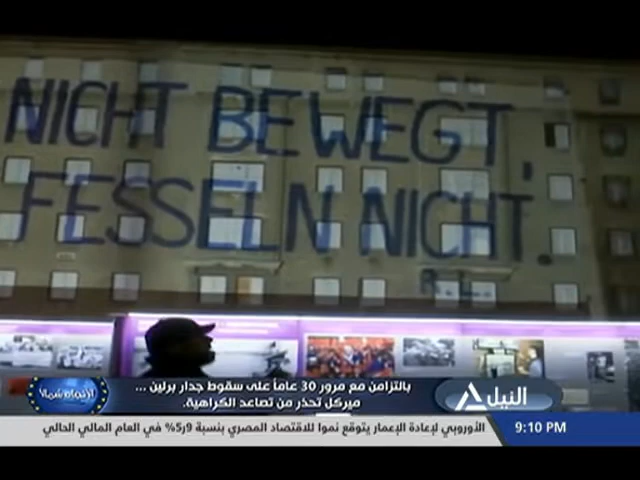 NICHT BEWEGT,
FESSELN NICHT.
R.L.
بالتزامن مع مرور 30 عاماً على سقوط جدار برلين ...
ميركل تحذر من تصاعد الكراهية.
الاتجاه شمالا
النيل
الأوروبي لإعادة الإعمار يتوقع نموا للاقتصاد المصري بنسبة 5٫9% في العام المالي الحالي
9:10 PM